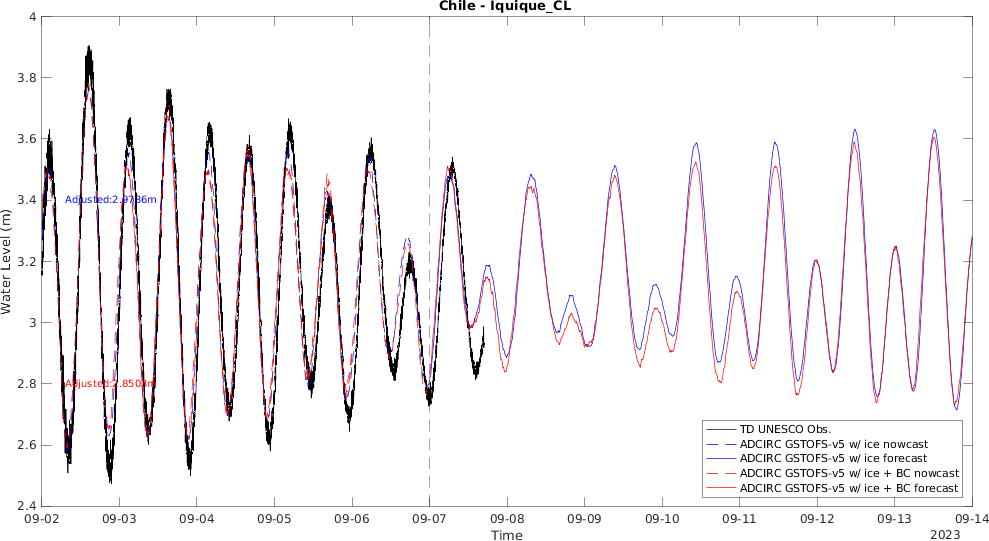 Chile - Iquique_CL
4
3.8
3.6
3.4
3.2
3
2.8
2.6
2.4
Water Level (m)
Adjusted:2.9786m
Adjusted:2.8503m
TD UNESCO Obs.
ADCIRC GSTOFS-v5 w/ ice nowcast
ADCIRC GSTOFS-v5 w/ ice forecast
ADCIRC GSTOFS-v5 w/ ice + BC nowcast
ADCIRC GSTOFS-v5 w/ ice + BC forecast
09-02 09-03 09-04 09-05 09-06 09-07 09-08 09-09 09-10 09-11 09-12 09-13 09-14
Time
2023